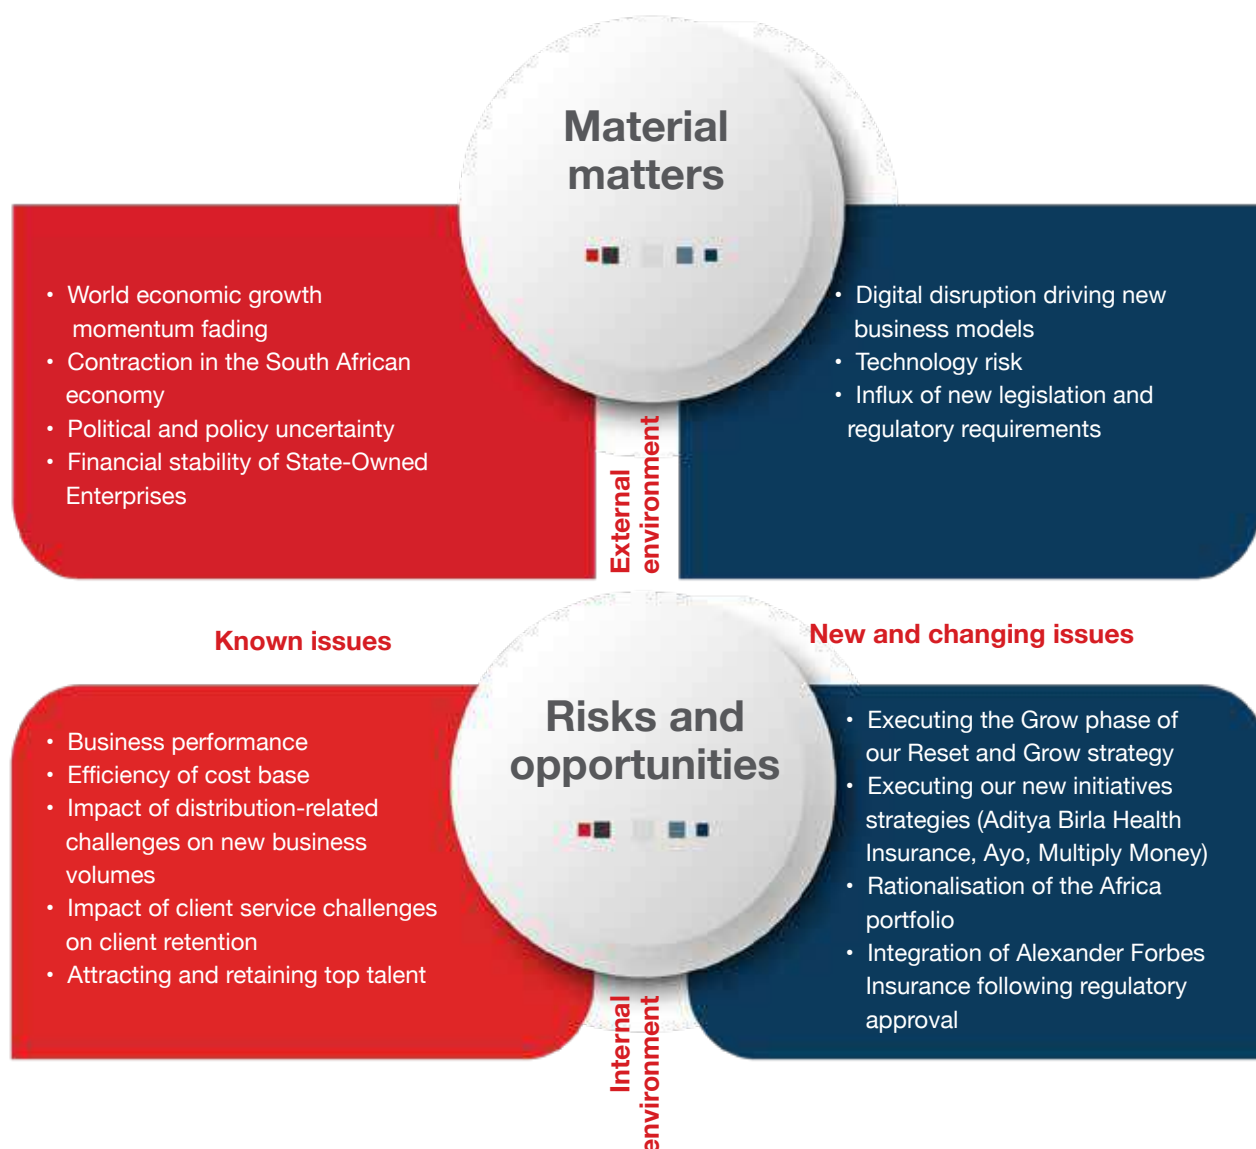 Material
matters
• World economic growth
momentum fading
• Contraction in the South African
economy
• Political and policy uncertainty
• Financial stability of State-Owned
Enterprises
External
environment
• Digital disruption driving new
business models
• Technology risk
• Influx of new legislation and
regulatory requirements
Known issues
New and changing issues
Risks and
opportunities
• Business performance
• Efficiency of cost base
• Impact of distribution-related
challenges on new business
volumes
• Impact of client service challenges
on client retention
• Attracting and retaining top talent
Internal
environment
• Executing the Grow phase of
our Reset and Grow strategy
• Executing our new initiatives
strategies (Aditya Birla Health
Insurance, Ayo, Multiply Money)
• Rationalisation of the Africa
portfolio
• Integration of Alexander Forbes
Insurance following regulatory
approval